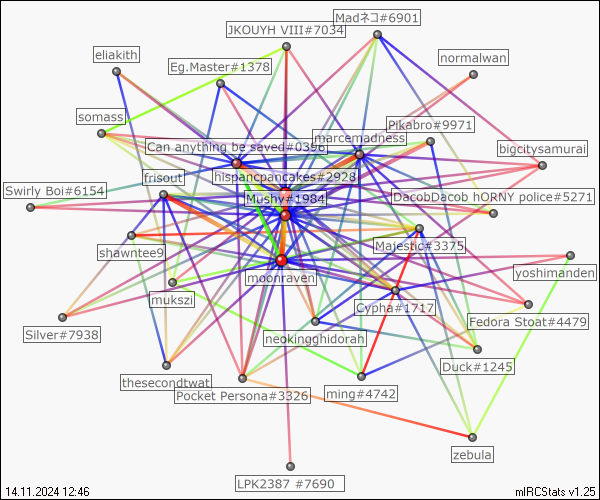 JKOUYH VIII#7034
Madネコ#6901
eliakith
Eg.Master#1378
normalwan
somass
Pikabro#9971
marcemadness
Can anything be seved#0396
bigcitysamurai
frisout
hispancpancakes#2928
Swirly Boi#6154
Mushy#1984
DacobDacob hORNY police#5271
shawntee9
Majestic#3375
moonraven
yoshimanden
mukszi
Cypha#1717
Fedora Stoat#4479
Silver#7938
neokingghidorah
Duck#1245
thesecondtwat
Pocket Persona#3326
ming#4742
zebula
LPK2387 #7690
14.11.2024 12:46
mIRCStats v1.25